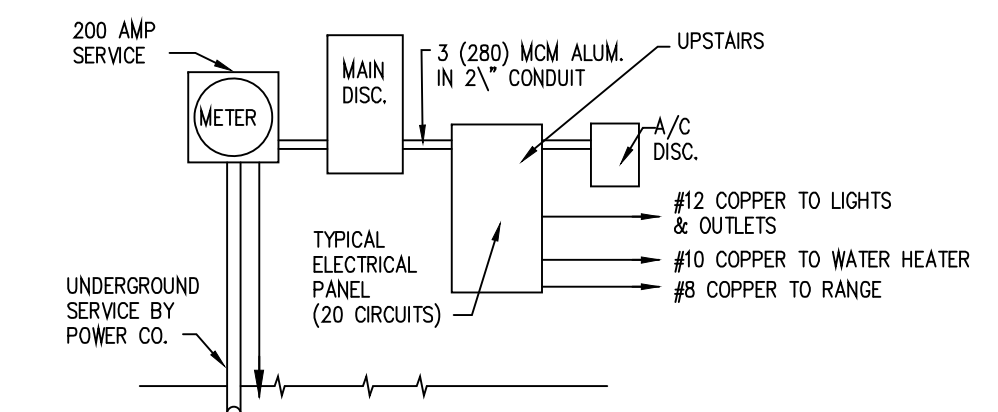 200 AMP
SERVICE
METER
MAIN
DISC.
3 (280) MCM ALUM.
IN 2\" CONDUIT
UPSTAIRS
A/C
DISC.
#12 COPPER TO LIGHTS
& OUTLETS
#10 COPPER TO WATER HEATER
#8 COPPER TO RANGE
TYPICAL
ELECTRICAL
PANEL
(20 CIRCUITS)
UNDERGROUND
SERVICE BY
POWER CO.